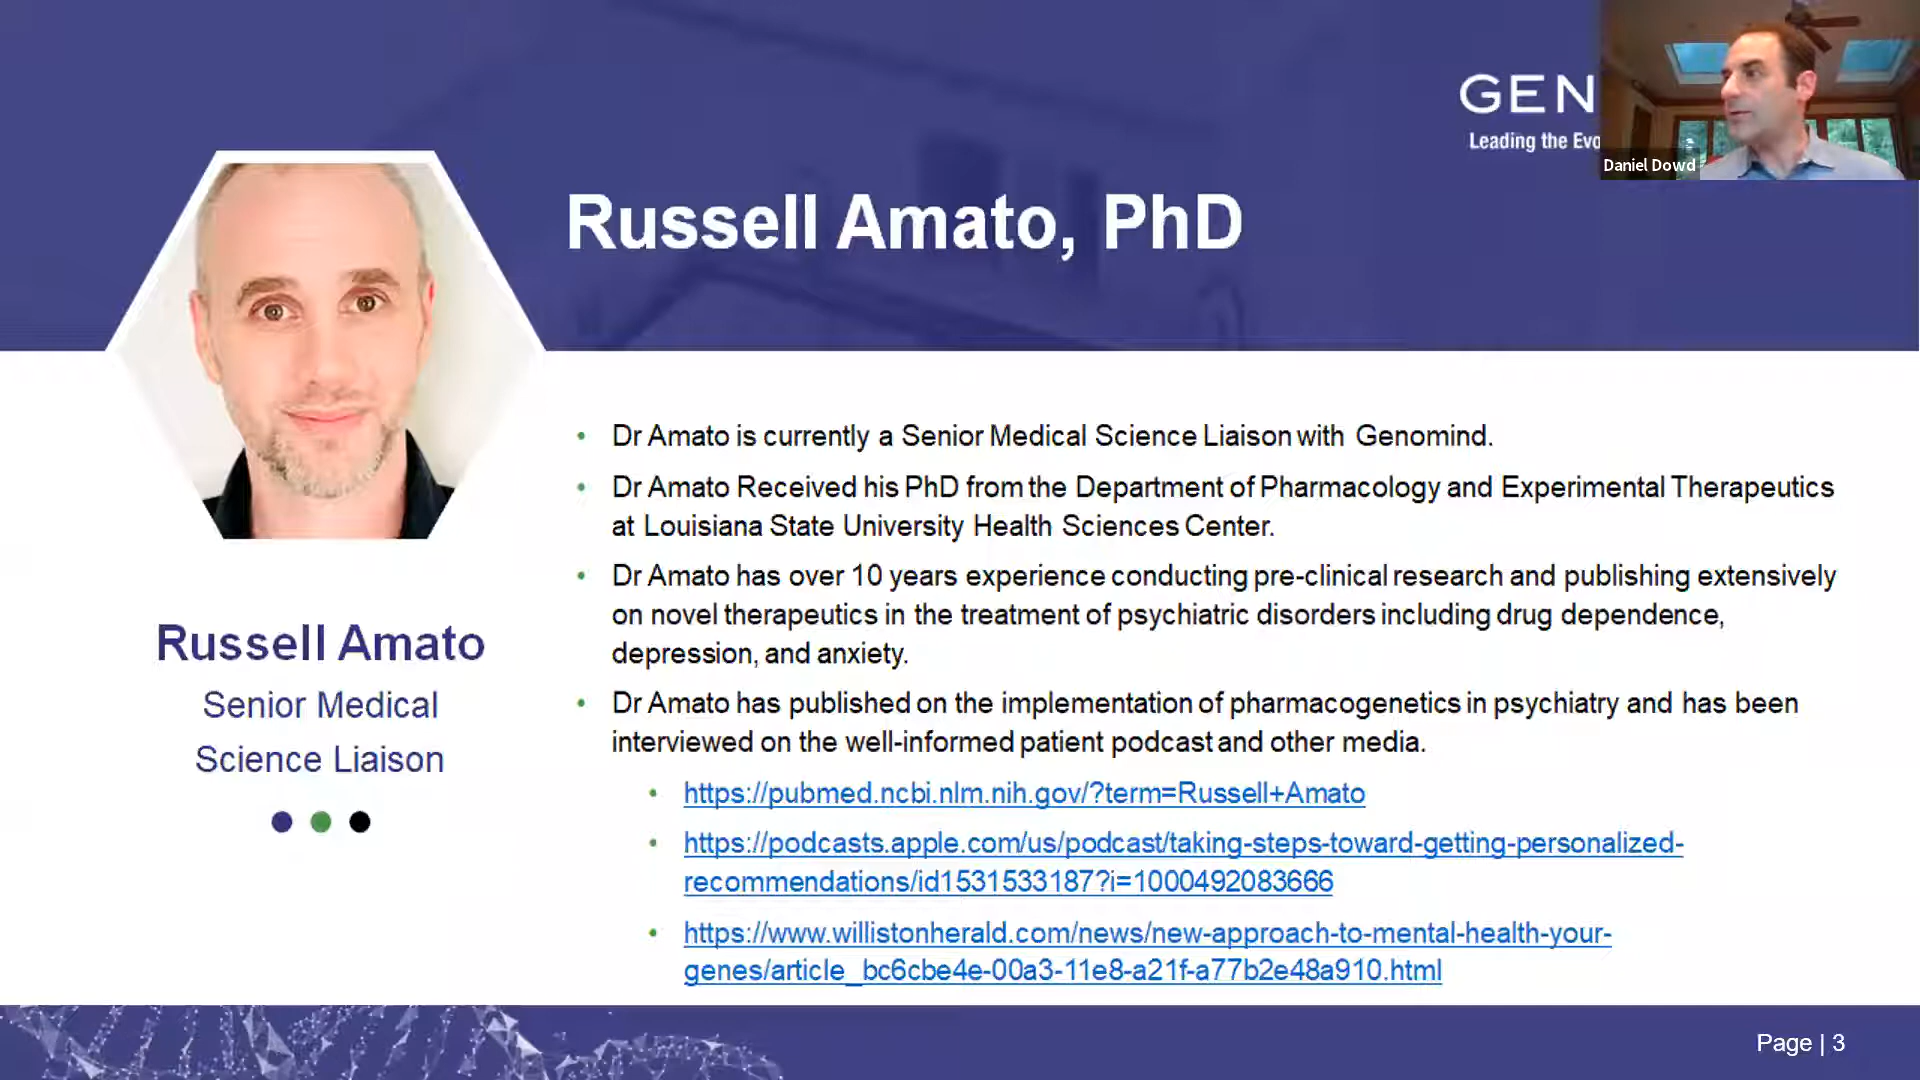 GEN
Leading the Evo
Daniel Dowd
Russell Amato, PhD
Russell Amato
Senior Medical
Science Liaison
• Dr Amato is currently a Senior Medical Science Liaison with Genomind.
• Dr Amato Received his PhD from the Department of Pharmacology and Experimental Therapeutics
at Louisiana State University Health Sciences Center.
• Dr Amato has over 10 years experience conducting pre-clinical research and publishing extensively
on novel therapeutics in the treatment of psychiatric disorders including drug dependence,
depression, and anxiety.
• Dr Amato has published on the implementation of pharmacogenetics in psychiatry and has been
interviewed on the well-informed patient podcast and other media.
• https://pubmed.ncbi.nlm.nih.gov/?term=Russell+Amato
• https://podcasts.apple.com/us/podcast/taking-steps-toward-getting-personalized-
recommendations/id1531533187?i=1000492083666
• https://www.willistonherald.com/news/new-approach-to-mental-health-your-
genes/article_bc6cbe4e-00a3-11e8-a21f-a77b2e48a910.html
Page | 3